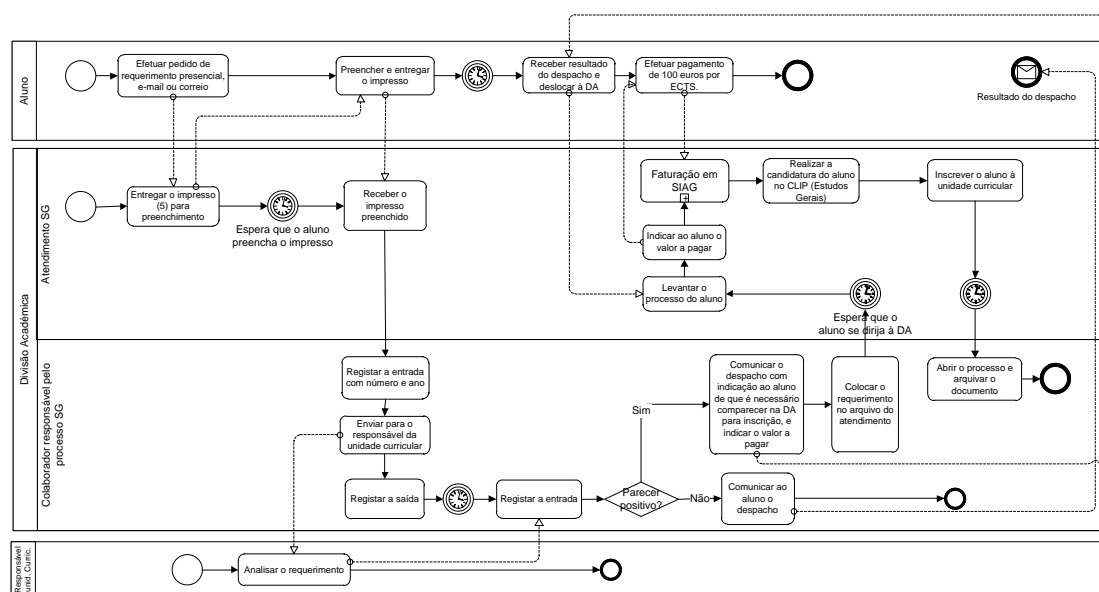 Aluno
Efetuar pedido de
requerimento presencial,
e-mail ou correio
Preencher e entregar
o impresso
Receber resultado
do despacho e
deslocar à DA
Efetuar pagamento
de 100 euros por
ECTS.
Resultado do despacho
Divisão Académica
Atendimento SG
Entregar o impresso
(5) para
preenchimento
Espera que o aluno
preencha o impresso
Receber o
impresso
preenchido
Faturação em
SIAG
Realizar a
candidatura do aluno
no CLIP (Estudos
Gerais)
Inscrever o aluno à
unidade curricular
Indicar ao aluno o
valor a pagar
Levantar o
processo do aluno
Espera que o
aluno se dirija à DA
Colaborador responsável pelo
processo SG
Registar a entrada
com número e ano
Enviar para o
responsável da
unidade curricular
Registar a saída
Registar a entrada
Parecer
positivo?
Sim
Não
Comunicar o
despacho com
indicação ao aluno
de que é necessário
comparecer na DA
para inscrição, e
indicar o valor a
pagar
Colocar o
requerimento
no arquivo do
atendimento
Abrir o processo e
arquivar o
documento
Comunicar ao
aluno o
despacho
Responsável
unid. Curric.
Analisar o requerimento